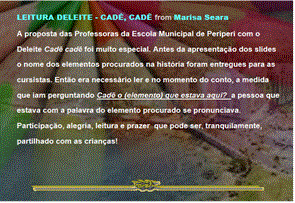 LEITURA DELEITE - CADÊ, CADÊ from Marisa Seara
A proposta das Professoras da Escola Municipal de Periperi com o
Deleite Cadê cadê foi muito especial. Antes da apresentação dos slides
o nome dos elementos procurados na história foram entregues para as
cursistas. Então era necessário ler e no momento do conto, a medida
que iam perguntando Cadê o (elemento) que estava aqui? a pessoa que
estava com a palavra do elemento procurado se pronunciava.
Participação, alegria, leitura e prazer que pode ser, tranquilamente,
partilhado com as crianças!